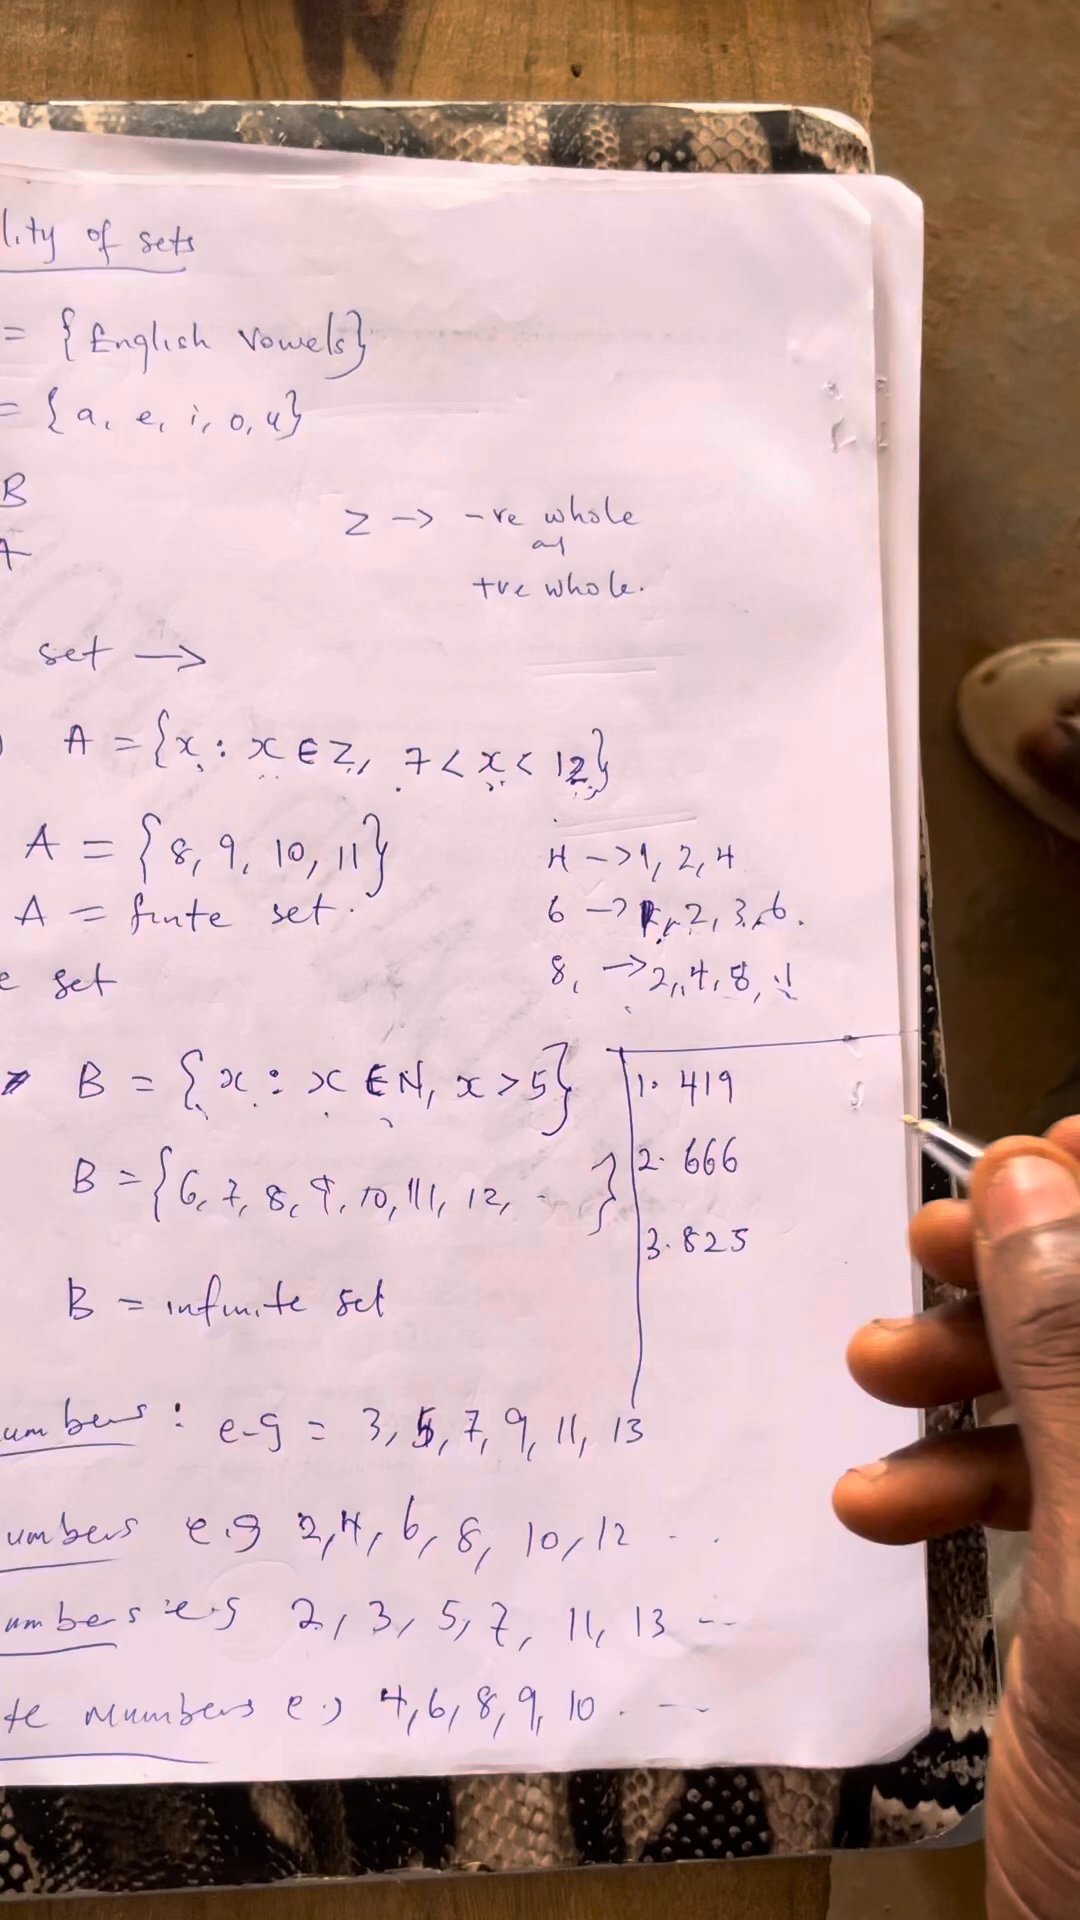 lity of sets
= {English Vowels}
= {a, e, i, o, u}
B
A
Z -> -ve whole
and
+ve whole.
set ->
A = {x : x ∈ Z, 7 < x < 12}
A = {8, 9, 10, 11}
A = finte set.
4 -> 1, 2, 4
6 -> 1, 2, 3, 6.
8, -> 2, 4, 8, 1
e set
B = {x : x ∈ N, x > 5}
B = {6, 7, 8, 9, 10, 11, 12, . . }
B = infinite set
1. 419
2. 666
3. 825
umbers : e-g = 3, 5, 7, 9, 11, 13
umbers e.g 2, 4, 6, 8, 10, 12 . .
umbers e.g 2, 3, 5, 7, 11, 13 --
te Numbers e.g 4, 6, 8, 9, 10 . --